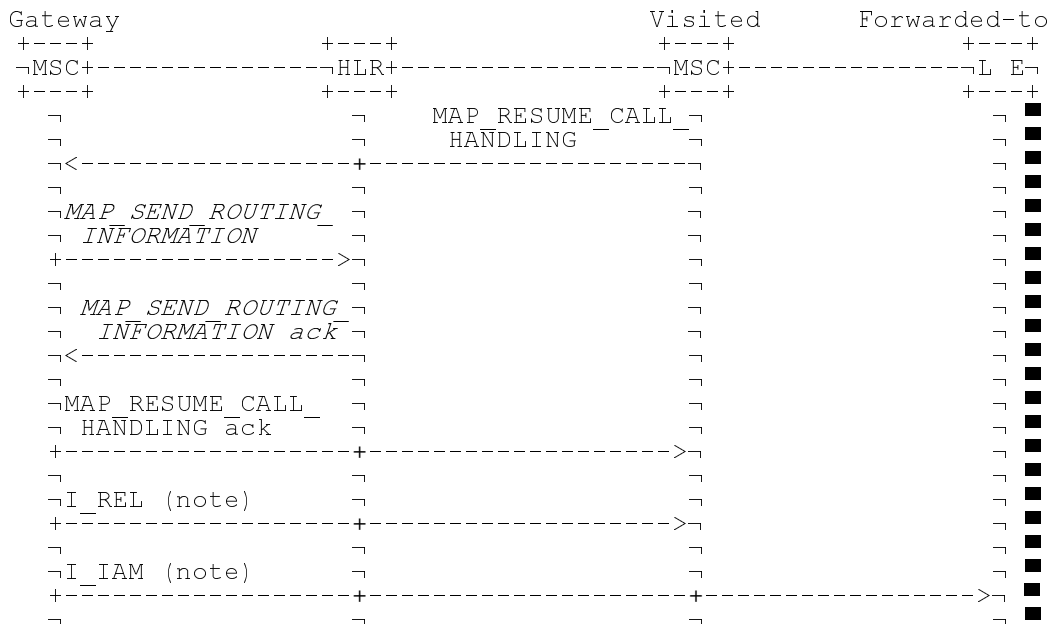 Gateway Visited Forwarded-to
MSC HLR MSC L E
MAP_RESUME_CALL_
HANDLING
MAP_SEND_ROUTING_
INFORMATION
MAP_SEND_ROUTING_
INFORMATION ack
MAP_RESUME_CALL_
HANDLING ack
I_REL (note)
I_IAM (note)